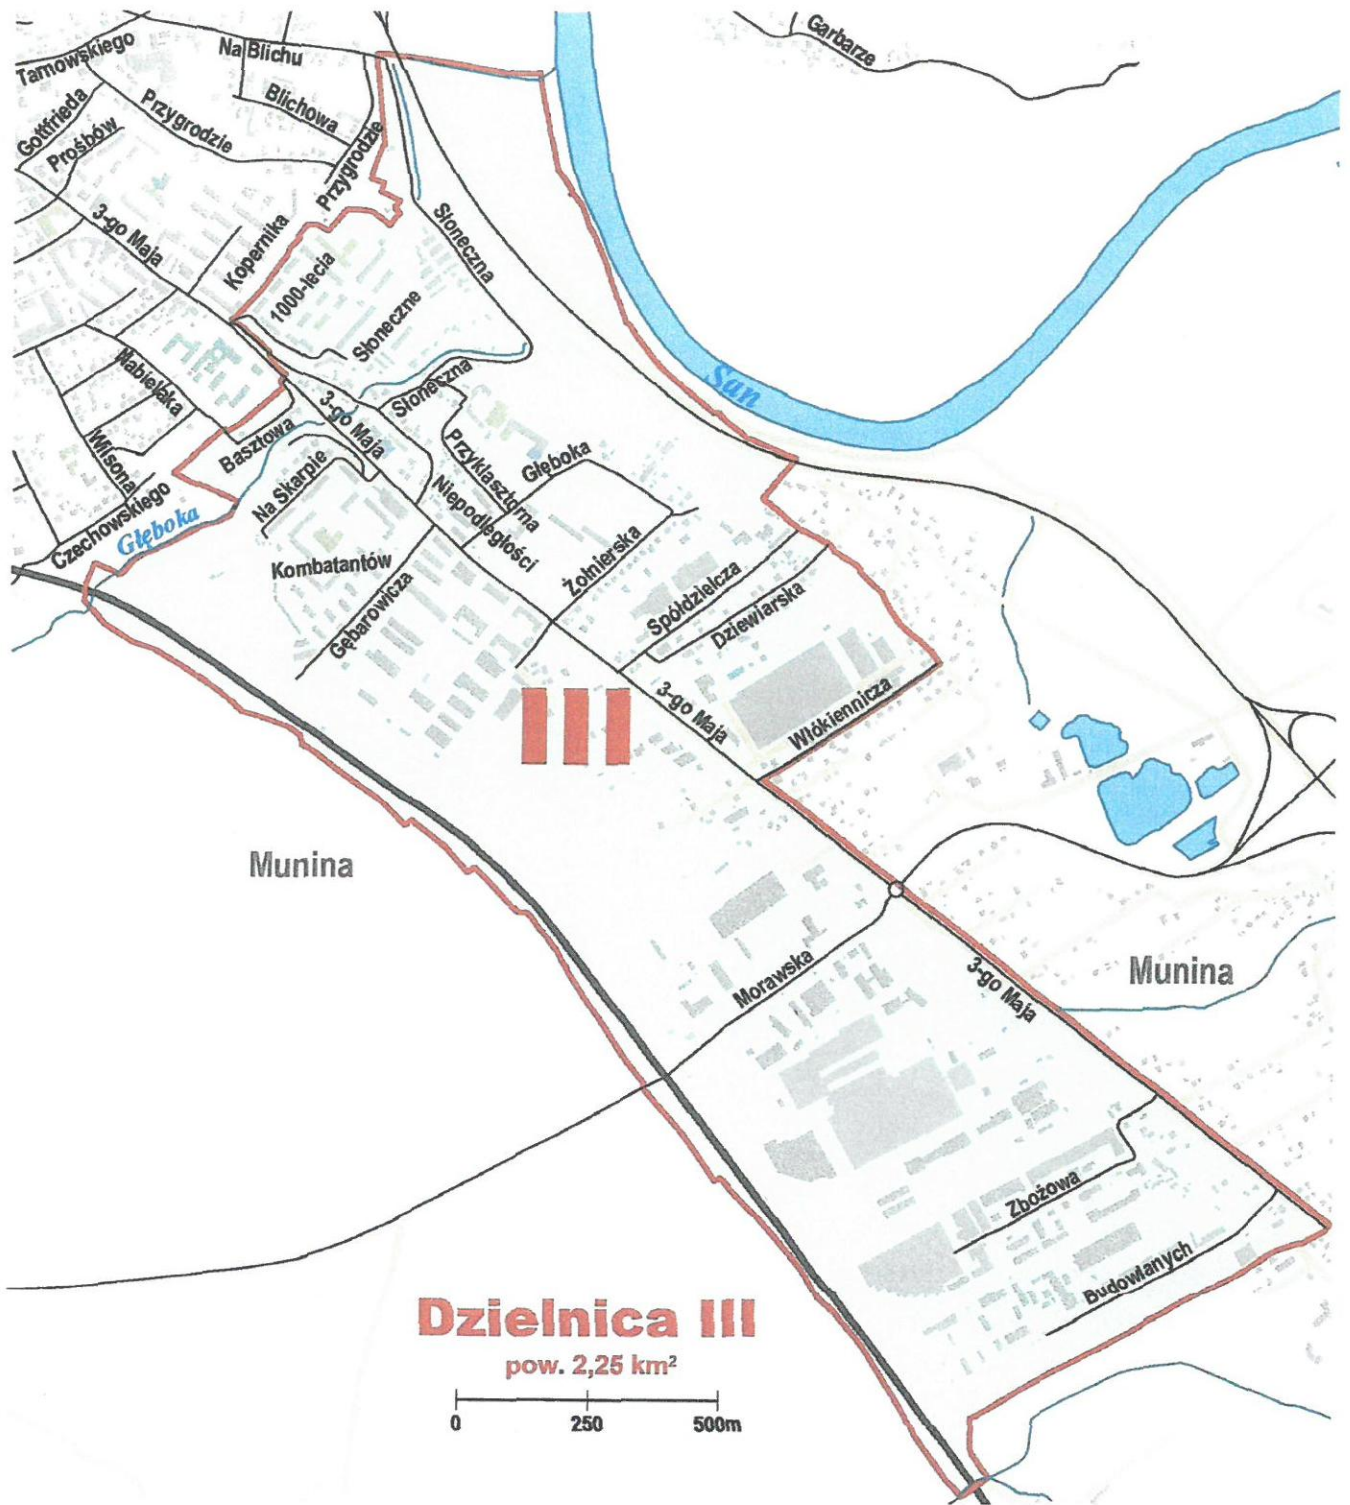 Garbarze
Tarnowskiego
Na Blichu
Gottfrieda
Prośbów
Przygrodzie
Blichowa
Przygrodzie
3-go Maja
Kopernika
Słoneczna
1000-lecia
Słoneczne
Nabielaka
Wilsona
Basztowa
3-go Maja
Słoneczna
San
Czechowskiego
Głęboka
Na Skarpie
Przyklasztorna
Głęboka
Niepodległości
Kombatantów
Gębarowicza
Żołnierska
Spółdzielcza
Dziewiarska
III
3-go Maja
Włókiennicza
Munina
Morawska
3-go Maja
Munina
Zbożowa
Budowlanych
Dzielnica III
pow. 2,25 km²
0 250 500m